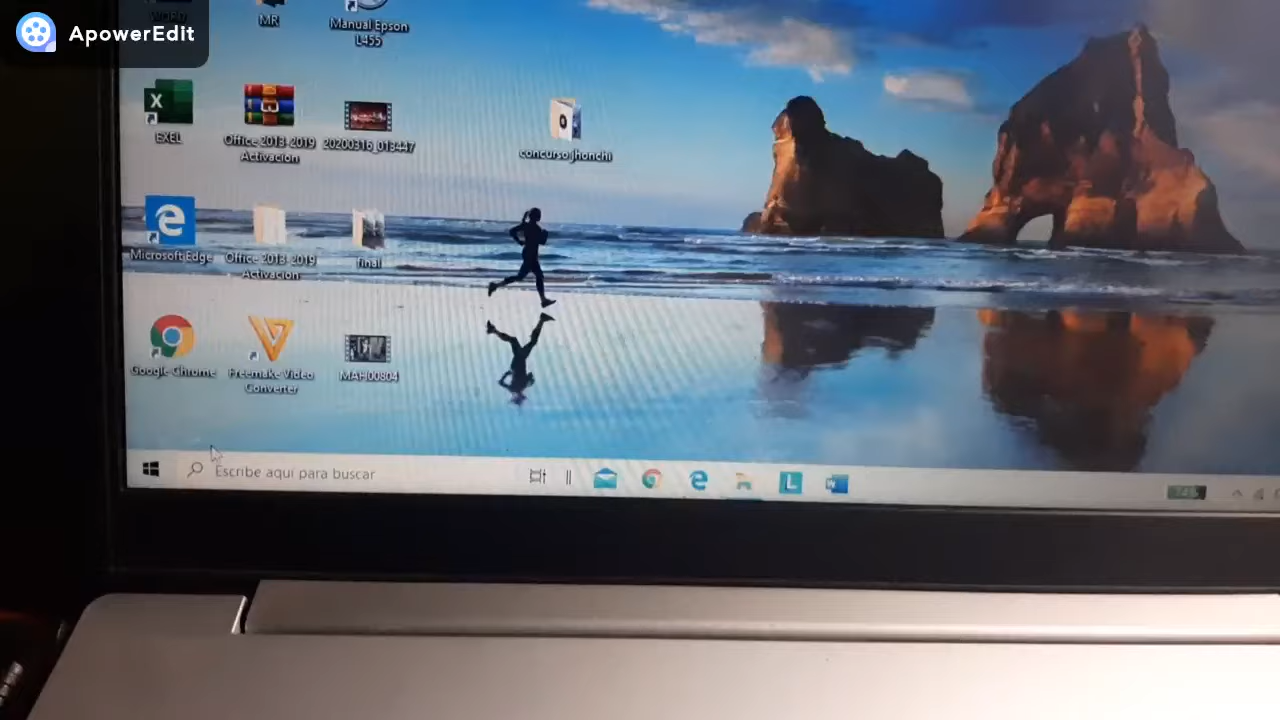 ApowerEdit
MR
Manual Epson
L455
EXEL
Office 2013-2019
Activacion
20200316_013447
concurso Jhonchi
Microsoft Edge
Office 2013-2019
Activacion
final
Google Chrome
Freemake Video
Converter
MAH00804
Escribe aquí para buscar
74%